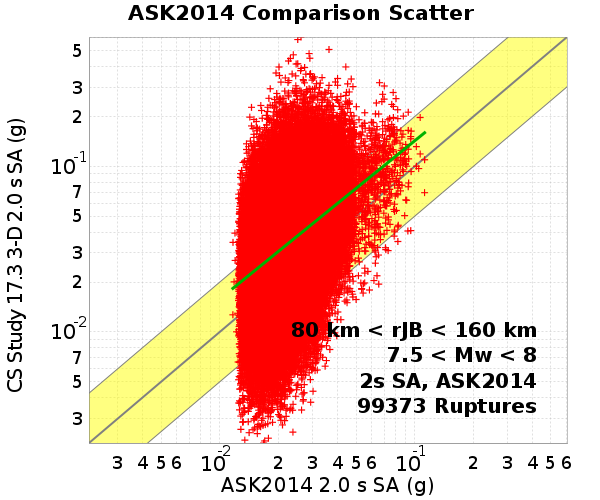 ASK2014 Comparison Scatter
CS Study 17.3 3-D 2.0 s SA (g)
5
3
2
10-1
7
5
3
2
10-2
7
5
3
80 km < rJB < 160 km
7.5 < Mw < 8
2s SA, ASK2014
99373 Ruptures
3 4 5 6 10-2 2 3 4 5 6 10-1 2 3 4 5 6
ASK2014 2.0 s SA (g)